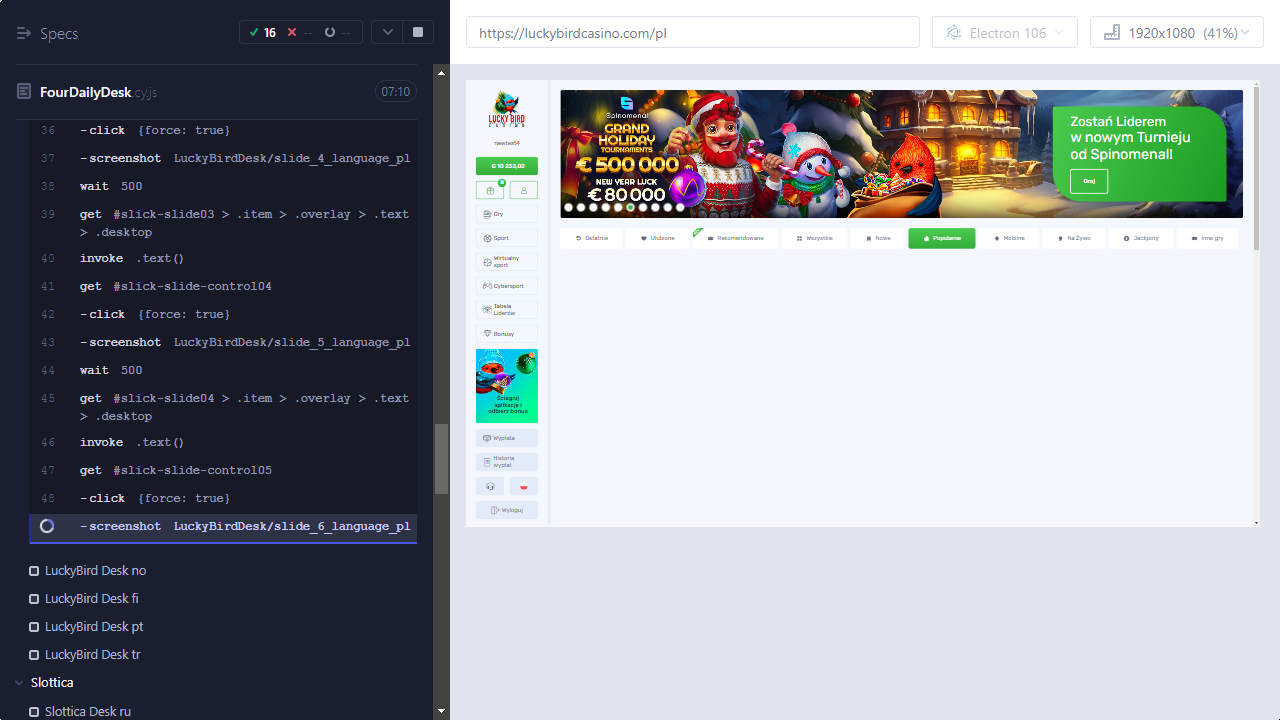 Specs
16
--
--
FourDailyDesk.cy.js
07:10
36 -click {force: true}
37 -screenshot LuckyBirdDesk/slide_4_language_pl
38 wait 500
39 get #slick-slide03 > .item > .overlay > .text
> .desktop
40 invoke .text()
41 get #slick-slide-control04
42 -click {force: true}
43 -screenshot LuckyBirdDesk/slide_5_language_pl
44 wait 500
45 get #slick-slide04 > .item > .overlay > .text
> .desktop
46 invoke .text()
47 get #slick-slide-control05
48 -click {force: true}
-screenshot LuckyBirdDesk/slide_6_language_pl
LuckyBird Desk no
LuckyBird Desk fi
LuckyBird Desk pt
LuckyBird Desk tr
Slottica
Slottica Desk ru
https://luckybirdcasino.com/pl
Electron 106
1920x1080 (41%)
LUCKY BIRD
CASINO
newtest4
€ 10 232,02
Gry
Sport
Wirtualny
sport
Cybersport
Tabela
Liderów
Bonusy
Ściągnij
aplikację i
odbierz bonus
Wypłata
Historia
wypłat
Wyloguj
Spinomenal
GRAND
HOLIDAY
TOURNAMENTS
€ 500 000
NEW YEAR LUCK
€ 80 000
Zostań Liderem
w nowym Turnieju
od Spinomenall
Graj
Ostatnie
Ulubione
Rekomendowane
Wszystkie
Nowe
Popularne
Mobilne
Na Żywo
Jackpoty
Inne gry